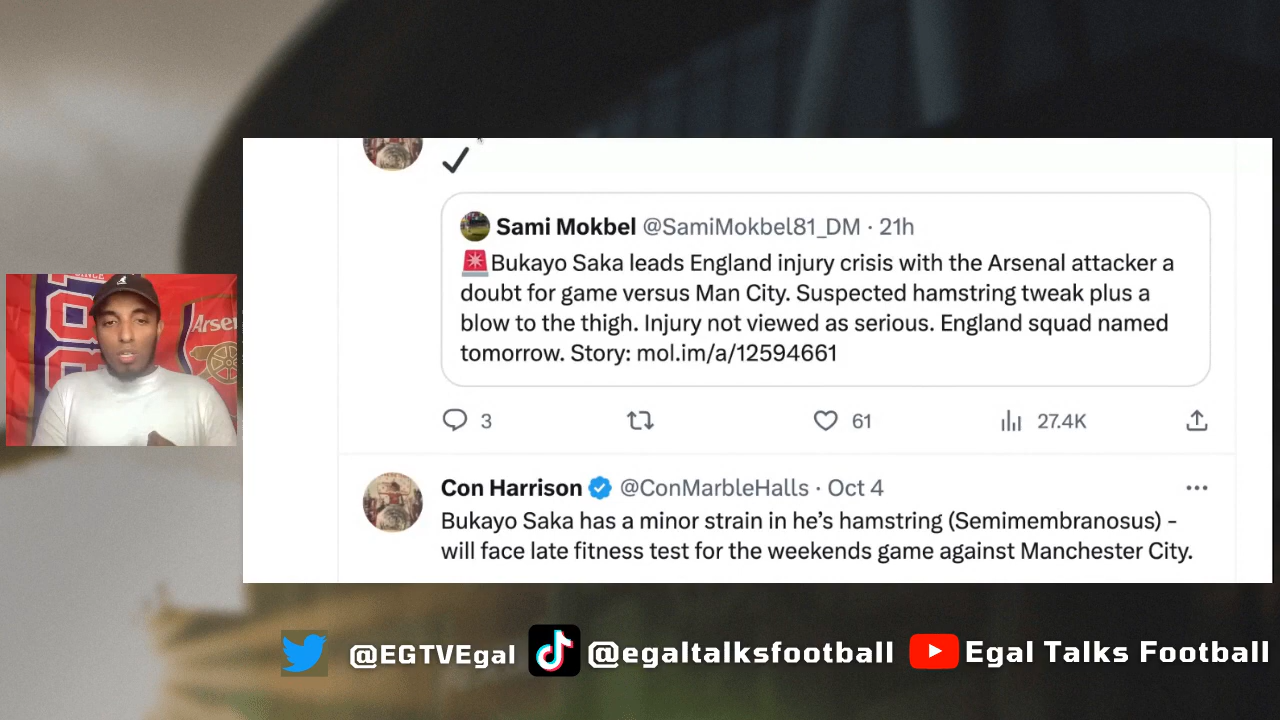 ✓
Sami Mokbel @SamiMokbel81_DM · 21h
🚨Bukayo Saka leads England injury crisis with the Arsenal attacker a
doubt for game versus Man City. Suspected hamstring tweak plus a
blow to the thigh. Injury not viewed as serious. England squad named
tomorrow. Story: mol.im/a/12594661
3 61 27.4K
Con Harrison @ConMarbleHalls · Oct 4
Bukayo Saka has a minor strain in he’s hamstring (Semimembranosus) -
will face late fitness test for the weekends game against Manchester City.
SINCE
Arsen
@EGTVEgal @egaltalksfootball Egal Talks Football